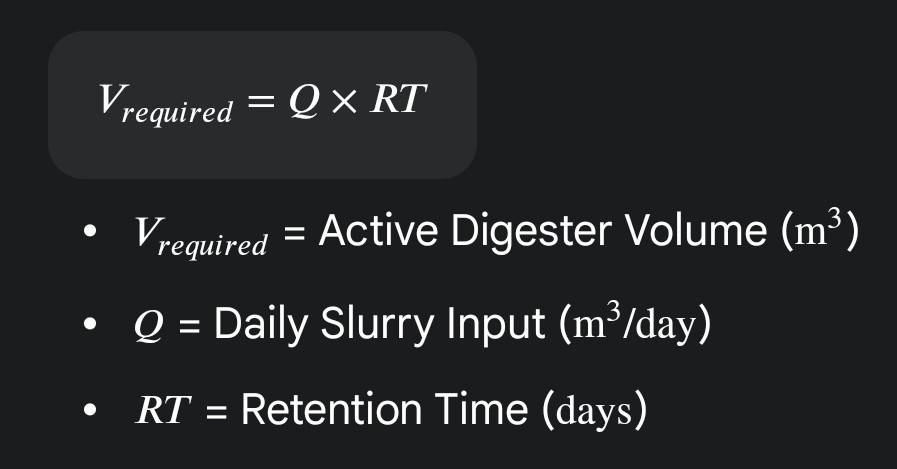 V_required = Q × RT
• V_required = Active Digester Volume (m³)
• Q = Daily Slurry Input (m³/day)
• RT = Retention Time (days)